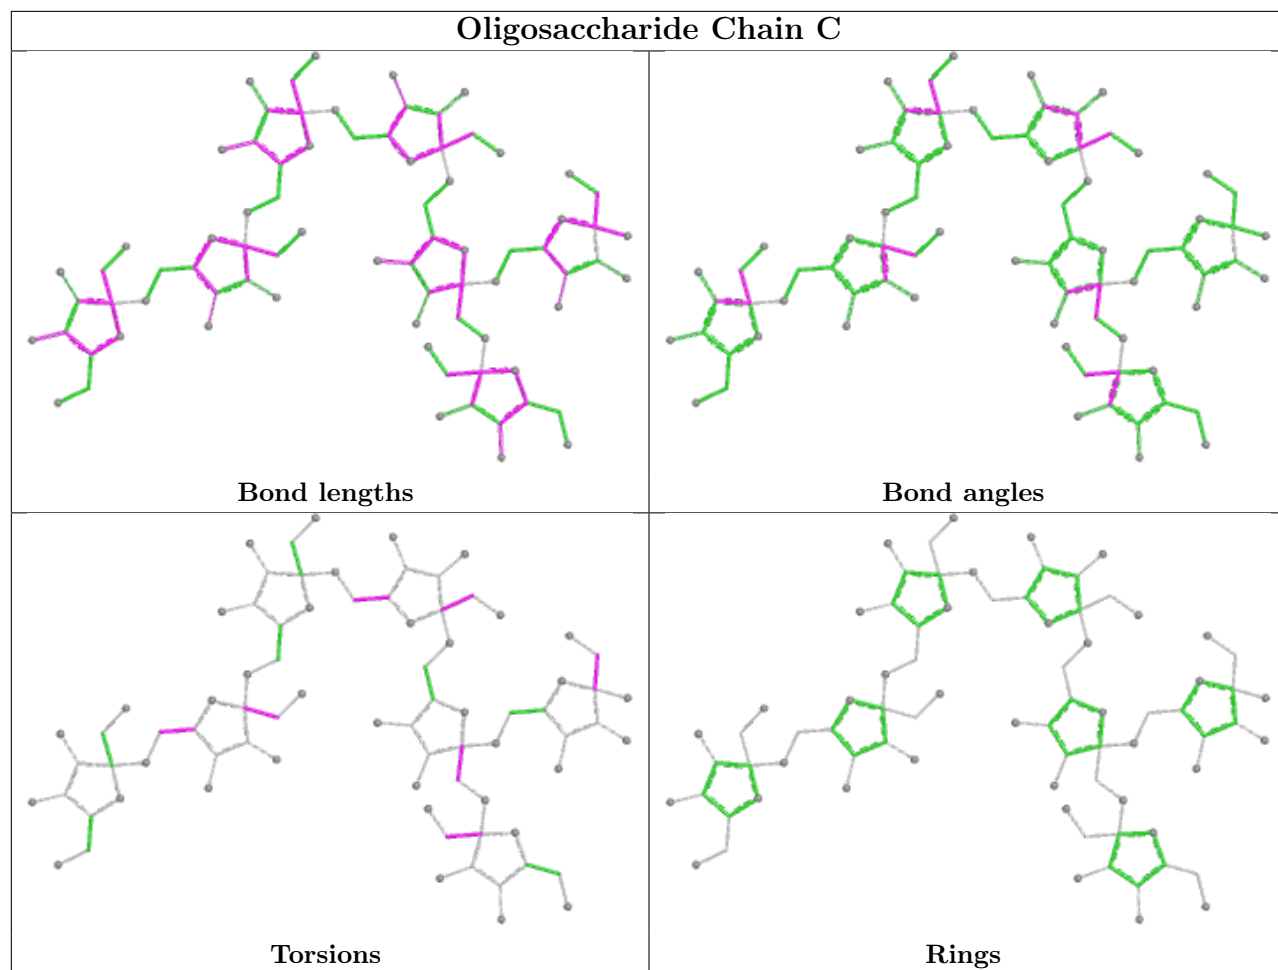 Oligosaccharide Chain C
Bond lengths
Bond angles
Torsions
Rings